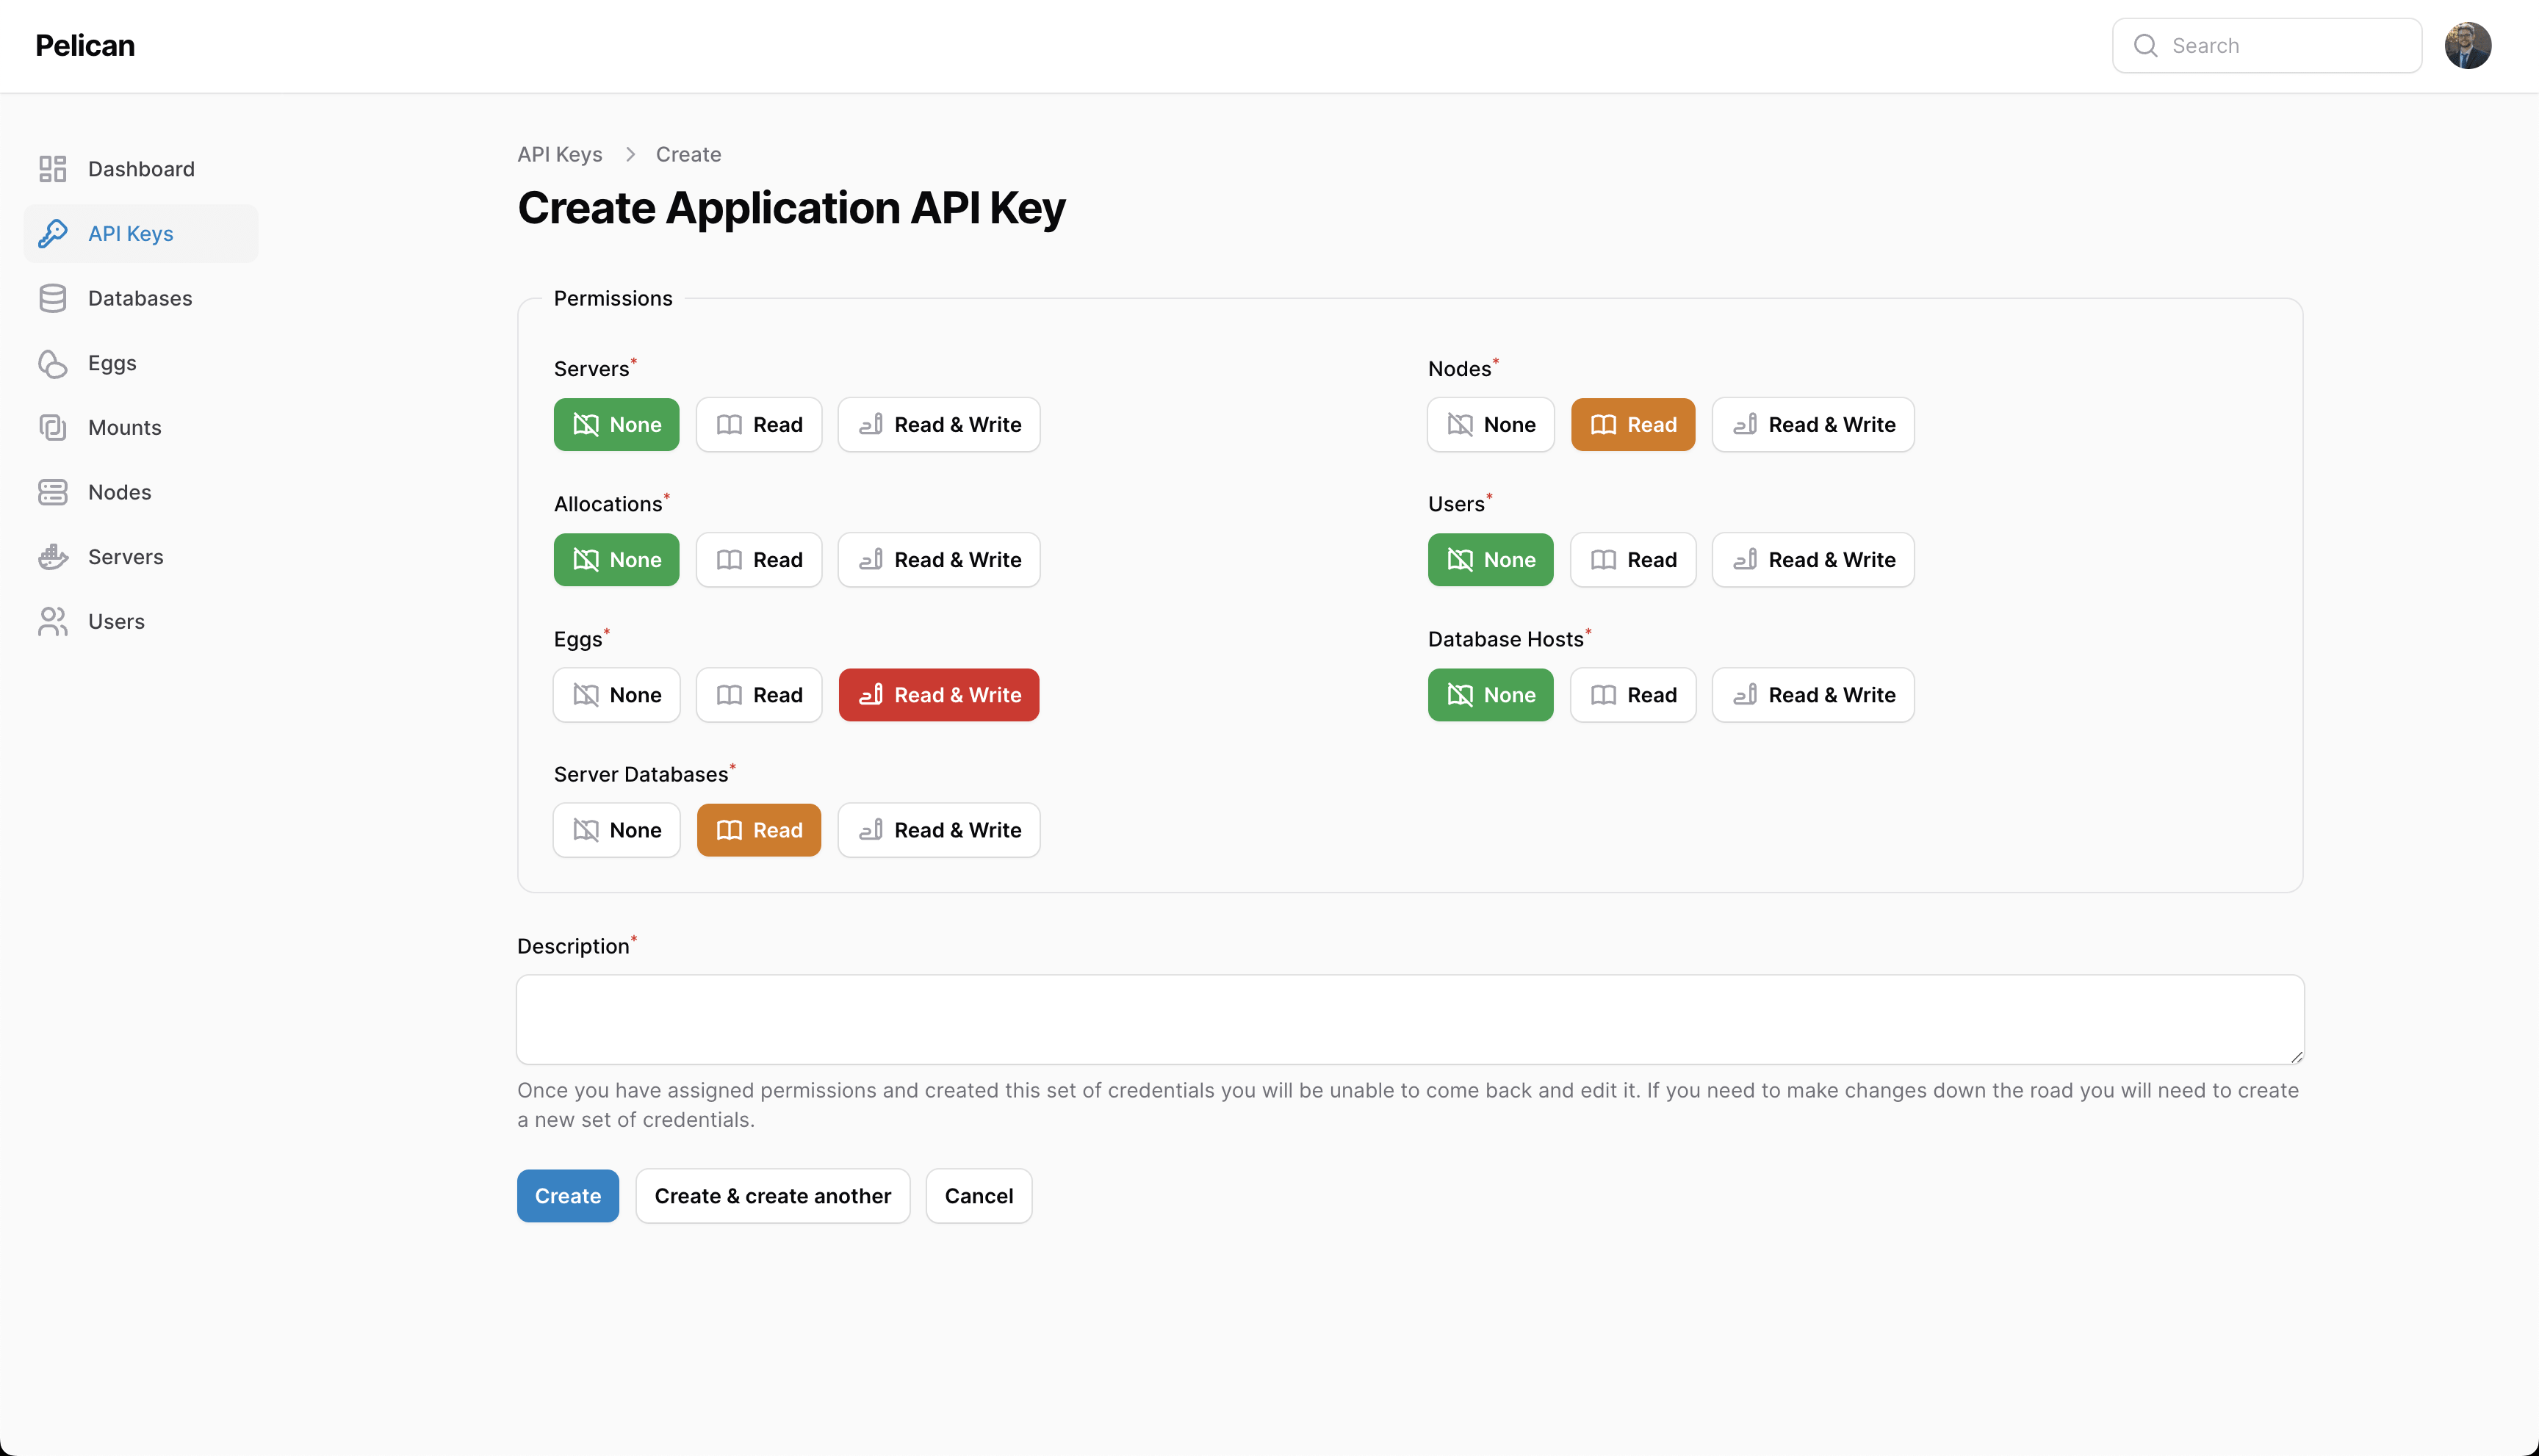 Pelican
Search
Dashboard
API Keys
Databases
Eggs
Mounts
Nodes
Servers
Users
API Keys > Create
Create Application API Key
Permissions
Servers*
None Read Read & Write
Nodes*
None Read Read & Write
Allocations*
None Read Read & Write
Users*
None Read Read & Write
Eggs*
None Read Read & Write
Database Hosts*
None Read Read & Write
Server Databases*
None Read Read & Write
Description*
Once you have assigned permissions and created this set of credentials you will be unable to come back and edit it. If you need to make changes down the road you will need to create
a new set of credentials.
Create Create & create another Cancel